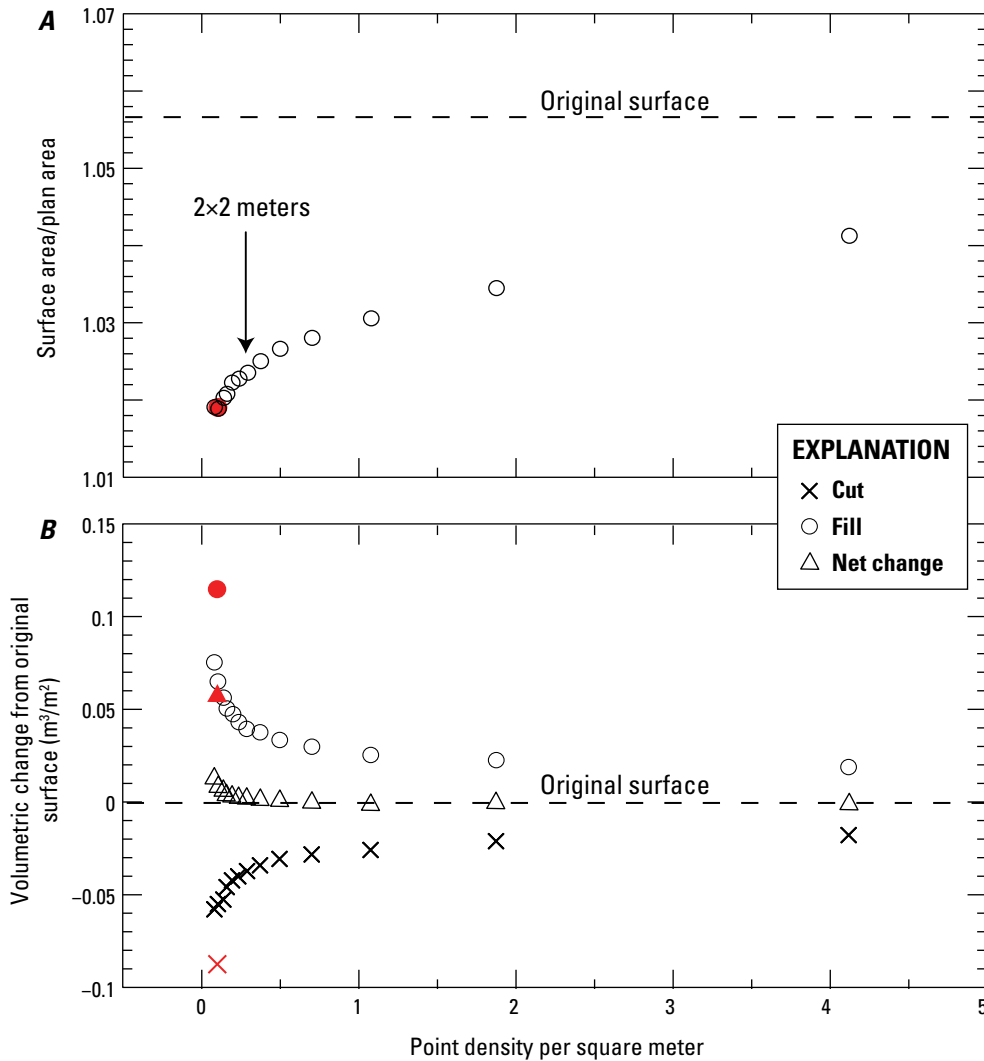 A
1.07
1.05
1.03
1.01
Surface area/plan area
Original surface
2×2 meters
EXPLANATION
Cut
Fill
Net change
B
0.15
0.1
0.05
0
−0.05
−0.1
Volumetric change from original
surface (m³/m²)
Original surface
0 1 2 3 4 5
Point density per square meter